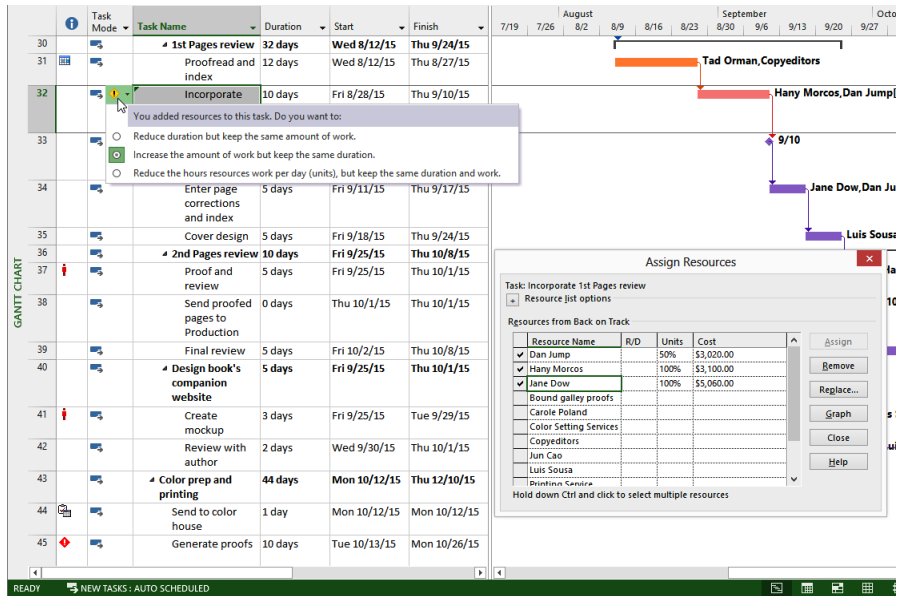 Task Mode Task Name Duration Start Finish
August September Octo
7/19 7/26 8/2 8/9 8/16 8/23 8/30 9/6 9/13 9/20 9/27
30 1st Pages review 32 days Wed 8/12/15 Thu 9/24/15
31 Proofread and index 12 days Wed 8/12/15 Thu 8/27/15 Tad Orman,Copyeditors
32 Incorporate 10 days Fri 8/28/15 Thu 9/10/15 Hany Morcos,Dan Jump[
You added resources to this task. Do you want to:
Reduce duration but keep the same amount of work.
Increase the amount of work but keep the same duration.
Reduce the hours resources work per day (units), but keep the same duration and work.
33 9/10
34 Enter page corrections and index 5 days Fri 9/11/15 Thu 9/17/15 Jane Dow,Dan Ju
35 Cover design 5 days Fri 9/18/15 Thu 9/24/15 Luis Sousa
36 2nd Pages review 10 days Fri 9/25/15 Thu 10/8/15
37 Proof and review 5 days Fri 9/25/15 Thu 10/1/15
38 Send proofed pages to Production 0 days Thu 10/1/15 Thu 10/1/15
39 Final review 5 days Fri 10/2/15 Thu 10/8/15
40 Design book's companion website 5 days Fri 9/25/15 Thu 10/1/15
41 Create mockup 3 days Fri 9/25/15 Tue 9/29/15
42 Review with author 2 days Wed 9/30/15 Thu 10/1/15
43 Color prep and printing 44 days Mon 10/12/15 Thu 12/10/15
44 Send to color house 1 day Mon 10/12/15 Mon 10/12/15
45 Generate proofs 10 days Tue 10/13/15 Mon 10/26/15
GANTT CHART
Assign Resources
Task: Incorporate 1st Pages review
+ Resource list options
Resources from Back on Track
Resource Name R/D Units Cost
Dan Jump 50% $3,020.00
Hany Morcos 100% $3,100.00
Jane Dow 100% $5,060.00
Bound galley proofs
Carole Poland
Color Setting Services
Copyeditors
Jun Cao
Luis Sousa
Printing Service
Assign
Remove
Replace...
Graph
Close
Help
Hold down Ctrl and click to select multiple resources
READY NEW TASKS : AUTO SCHEDULED